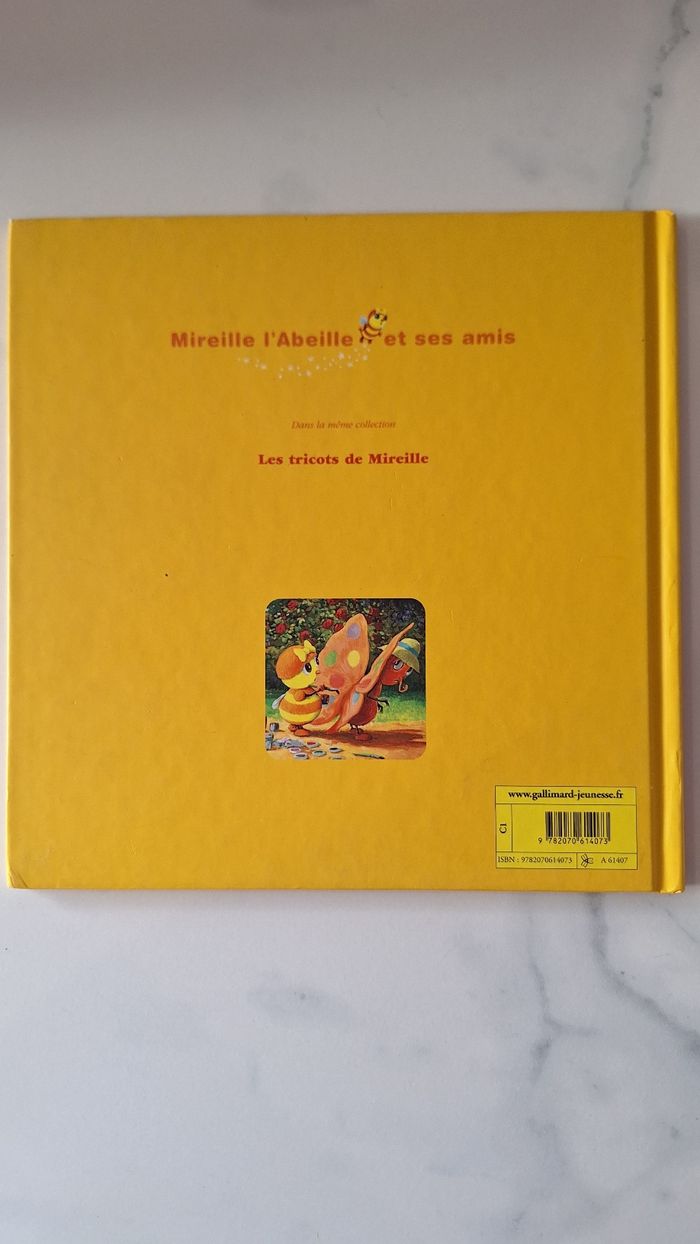 Mireille l'Abeille et ses amis
Dans la même collection
Les tricots de Mireille
www.gallimard-jeunesse.fr
C1
9 782070 614073
ISBN : 9782070614073 A 61407